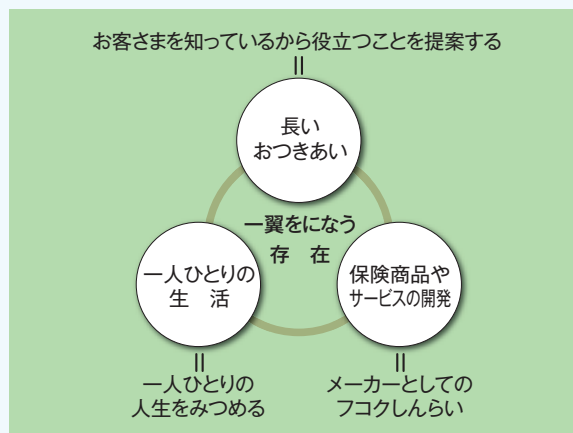 お客さまを知っているから役立つことを提案する
＝
長い
おつきあい
一翼をになう
存　在
一人ひとりの
生　活
保険商品や
サービスの開発
＝
一人ひとりの
人生をみつめる
＝
メーカーとしての
フコクしんらい